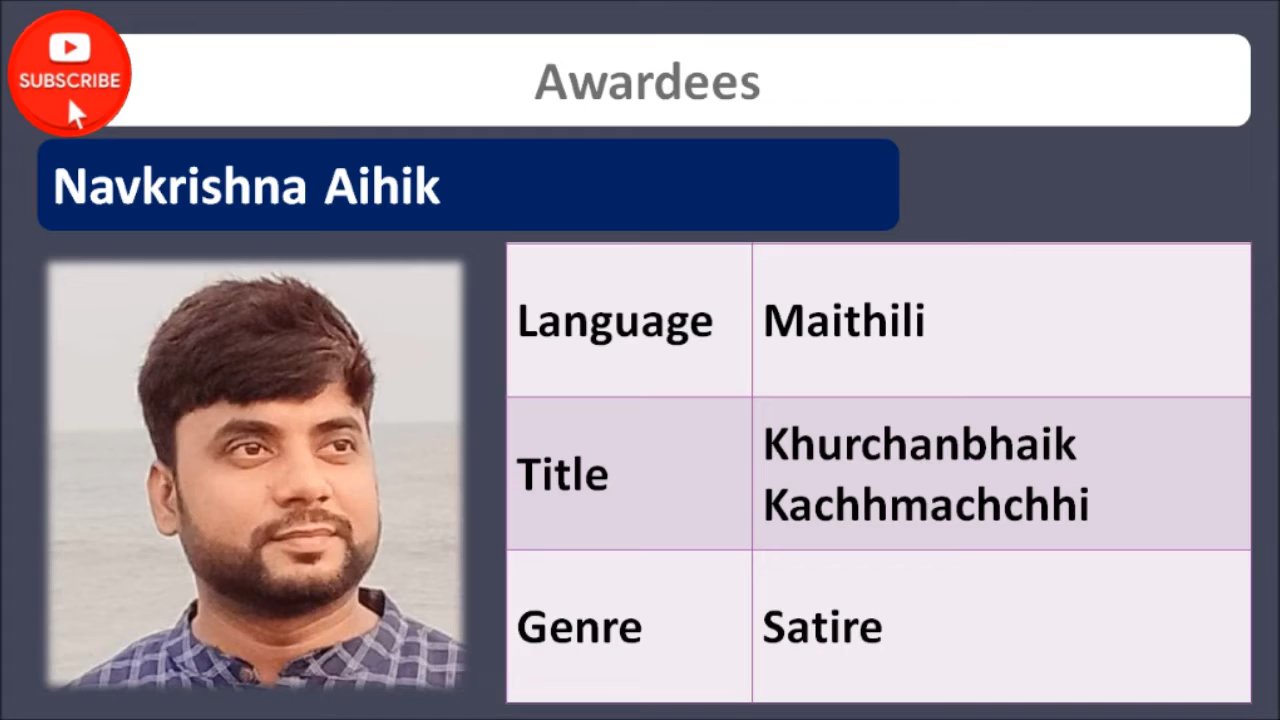 SUBSCRIBE
Awardees
Navkrishna Aihik
Language Maithili
Title Khurchanbhaik
Kachhmachchhi
Genre Satire